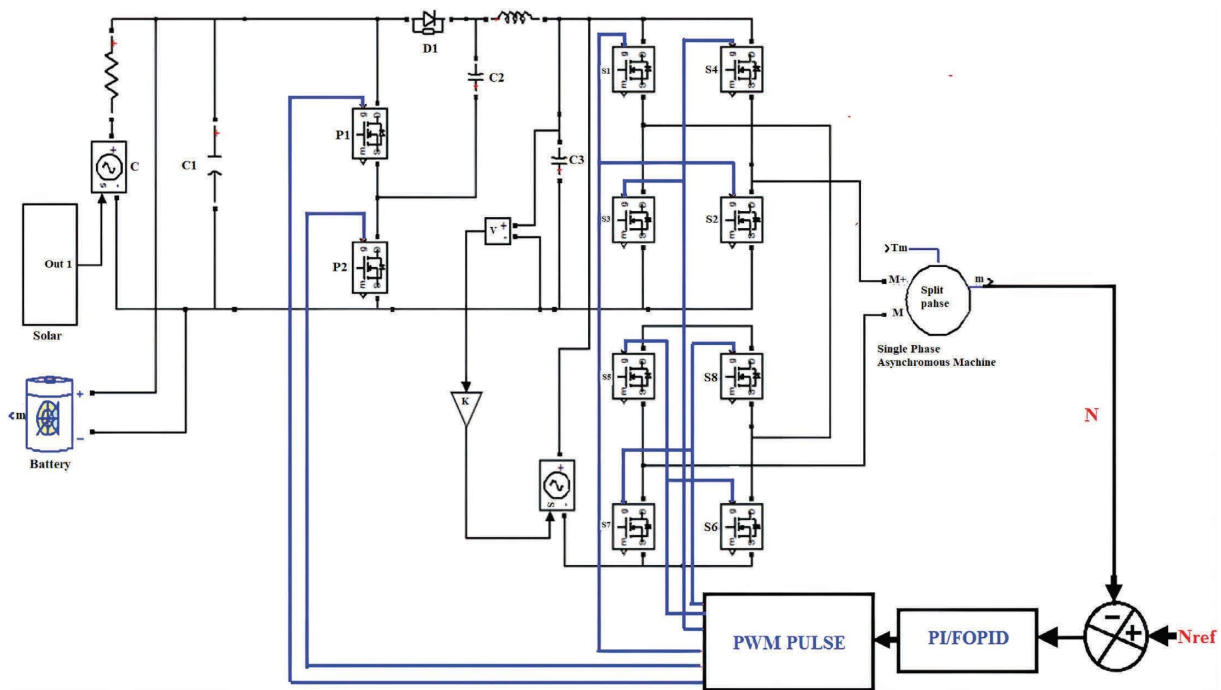 D1
C2
S1
S4
P1
C
C1
C3
S3
S2
V
Out 1
P2
Tm
M+
m
Split
pahse
M
Solar
Single Phase
Asynchromous Machine
S5
S8
K
N
m
Battery
S7
S6
PWM PULSE
PI/FOPID
Nref
+
-
g
m
S
s